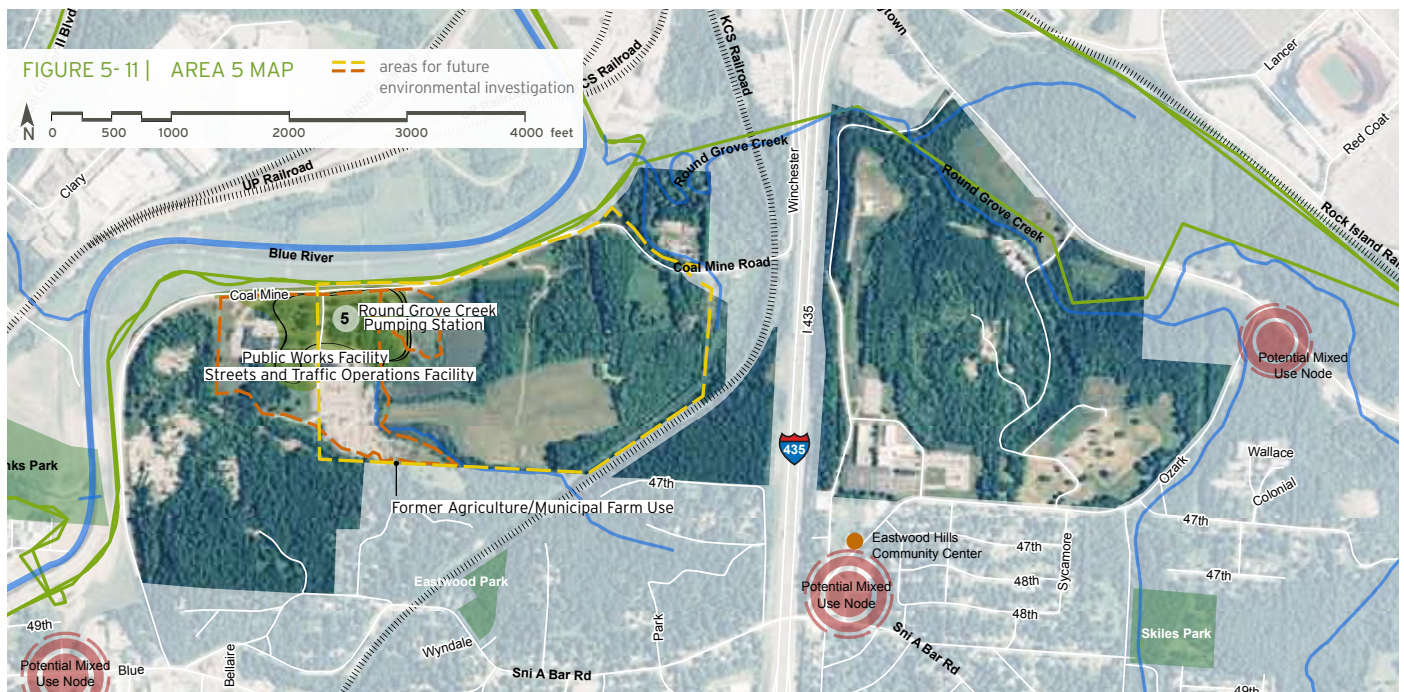 ll Blvd
FIGURE 5- 11 | AREA 5 MAP
areas for future
environmental investigation
N
0 500 1000 2000 3000 4000 feet
CS Railroad
KCS Railroad
Lancer
Red Coat
Clary
UP Railroad
Round Grove Creek
Winchester
Round Grove Creek
Rock Island Ra
Blue River
Coal Mine Road
Coal Mine
5
Round Grove Creek
Pumping Station
I 435
Public Works Facility
Streets and Traffic Operations Facility
Potential Mixed
Use Node
435
nks Park
Ozark
Wallace
Colonial
47th
Former Agriculture/Municipal Farm Use
47th
Eastwood Hills
Community Center
47th
Sycamore
47th
Eastwood Park
48th
Potential Mixed
Use Node
48th
49th
Park
Skiles Park
Wyndale
Sni A Bar Rd
Potential Mixed
Use Node
Blue
Bellaire
Sni A Bar Rd
49th